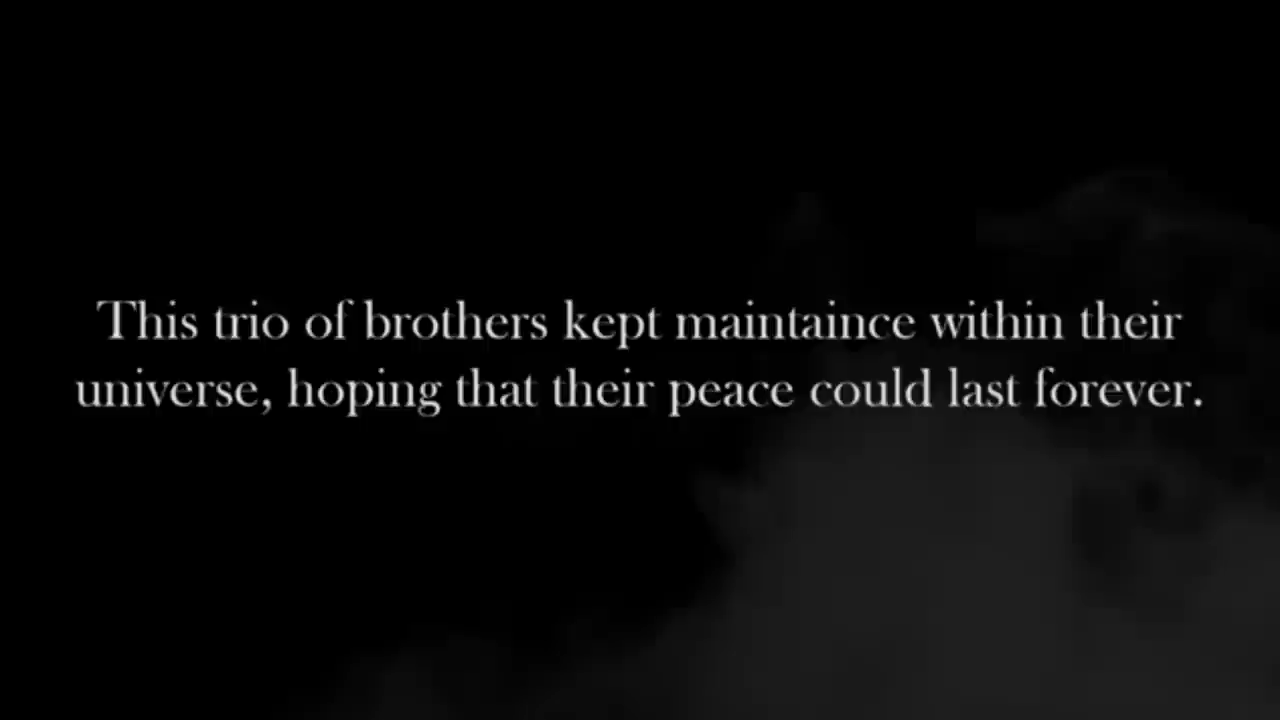 This trio of brothers kept maintaince within their
universe, hoping that their peace could last forever.